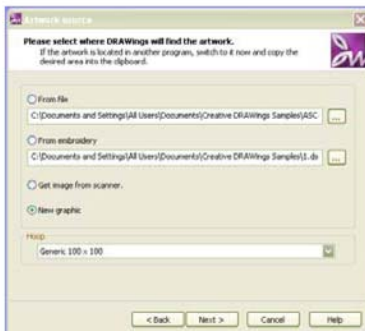 Artwork source
Please select where DRAWings will find the artwork.
If the artwork is located in another program, switch to it now and copy the
desired area into the clipboard.
From file
C:\Documents and Settings\All Users\Documents\Creative DRAWings Samples\ASC
...
From embroidery
C:\Documents and Settings\All Users\Documents\Creative DRAWings Samples\1.ds
...
Get image from scanner.
New graphic
Hoop
Generic 100 x 100
< Back
Next >
Cancel
Help